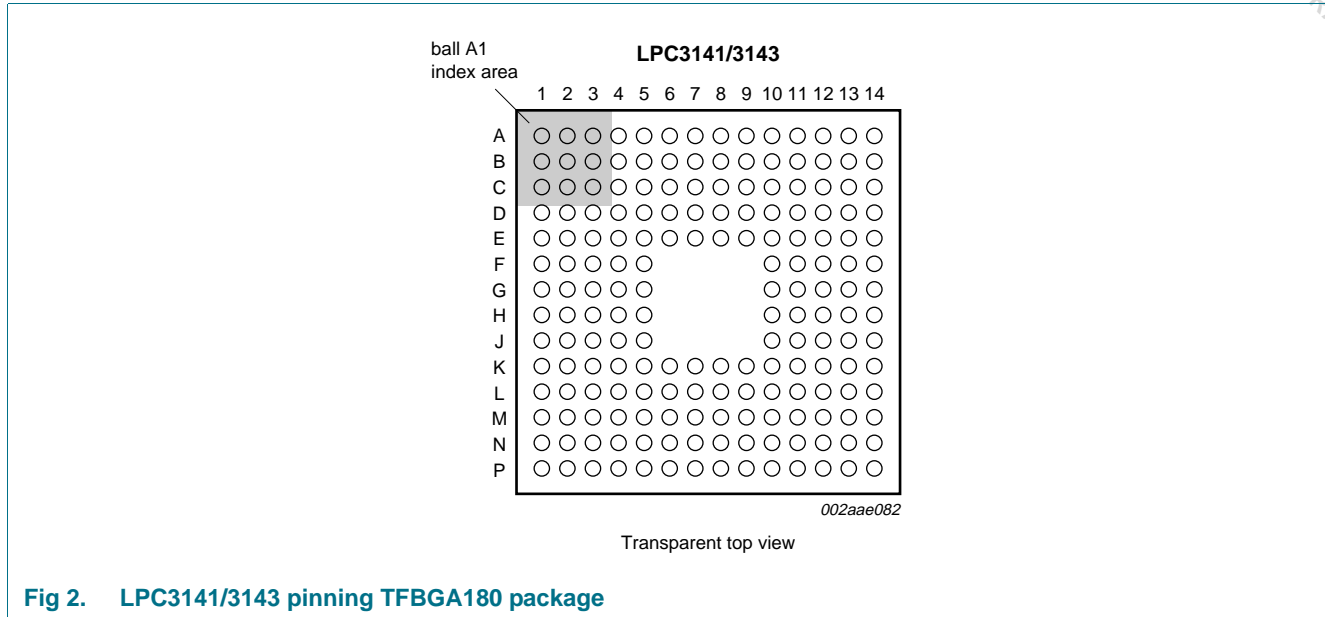 ball A1
index area
LPC3141/3143
1 2 3 4 5 6 7 8 9 10 11 12 13 14
A
B
C
D
E
F
G
H
J
K
L
M
N
P
002aae082
Transparent top view
Fig 2. LPC3141/3143 pinning TFBGA180 package